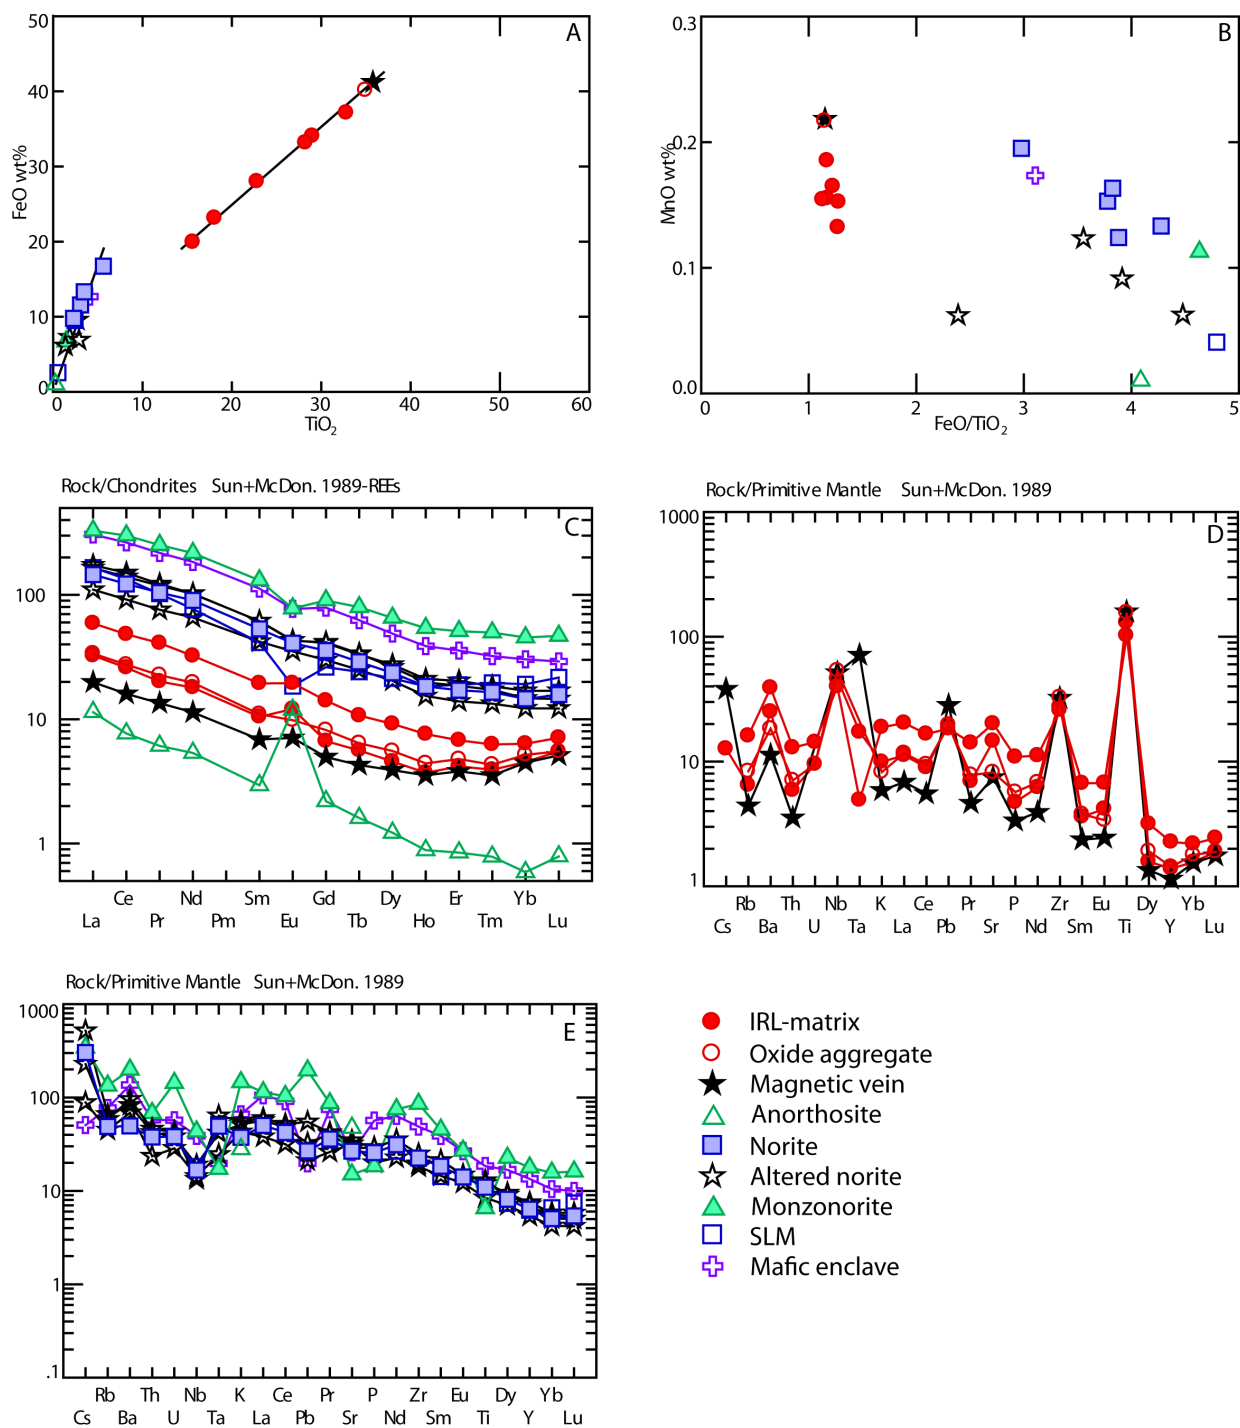 50
40
30
20
10
0
FeO wt%
A
0
10
20
30
40
50
60
TiO2
0.3
0.2
0.1
0.0
MnO wt%
B
0
1
2
3
4
5
FeO/TiO2
Rock/Chondrites Sun+McDon. 1989-REEs
C
100
10
1
Ce Nd Sm Gd Dy Er Yb
La Pr Pm Eu Tb Ho Tm Lu
Rock/Primitive Mantle Sun+McDon. 1989
D
1000
100
10
1
Rb Th Nb K Ce Pr P Zr Eu Dy Yb
Cs Ba U Ta La Pb Sr Nd Sm Ti Y Lu
Rock/Primitive Mantle Sun+McDon. 1989
E
1000
100
10
1
.1
Rb Th Nb K Ce Pr P Zr Eu Dy Yb
Cs Ba U Ta La Pb Sr Nd Sm Ti Y Lu
IRL-matrix
Oxide aggregate
Magnetic vein
Anorthosite
Norite
Altered norite
Monzonorite
SLM
Mafic enclave